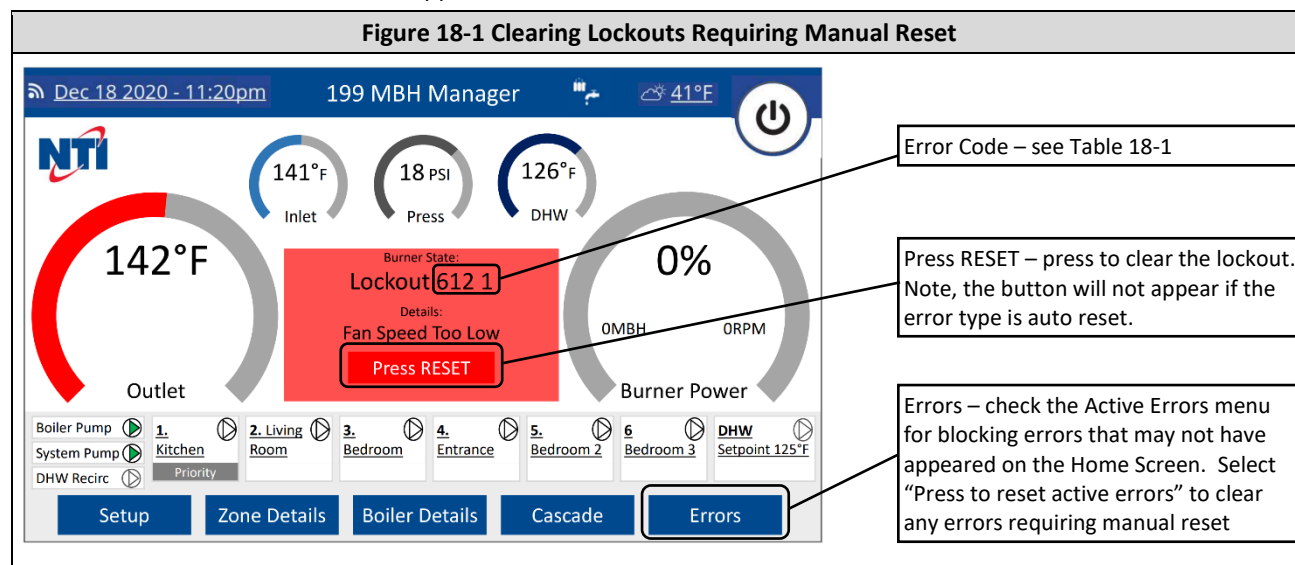 Figure 18-1 Clearing Lockouts Requiring Manual Reset
Dec 18 2020 - 11:20pm
199 MBH Manager
41°F
NTI
141°F
Inlet
18 PSI
Press
126°F
DHW
142°F
Outlet
Burner State:
Lockout 612 1
Details:
Fan Speed Too Low
Press RESET
0%
0MBH
0RPM
Burner Power
Boiler Pump
System Pump
DHW Recirc
1.
Kitchen
Priority
2. Living
Room
3.
Bedroom
4.
Entrance
5.
Bedroom 2
6
Bedroom 3
DHW
Setpoint 125°F
Setup
Zone Details
Boiler Details
Cascade
Errors
Error Code – see Table 18-1
Press RESET – press to clear the lockout.
Note, the button will not appear if the
error type is auto reset.
Errors – check the Active Errors menu
for blocking errors that may not have
appeared on the Home Screen. Select
“Press to reset active errors” to clear
any errors requiring manual reset